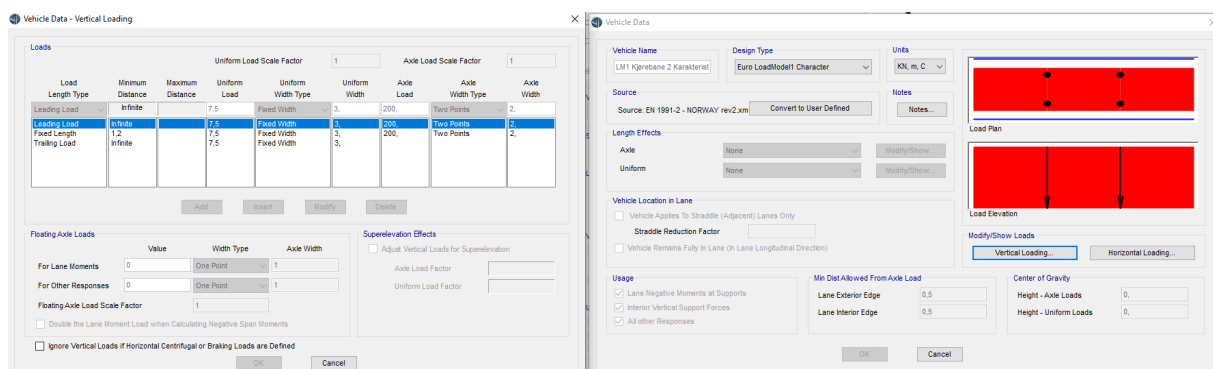 Vehicle Data - Vertical Loading
Loads
Uniform Load Scale Factor 1 Axle Load Scale Factor 1
Load Length Type Minimum Distance Maximum Distance Uniform Load Uniform Width Type Uniform Width Axle Load Axle Width Type Axle Width
Leading Load Infinite 7,5 Fixed Width 3, 200, Two Points 2,
Leading Load Infinite 7,5 Fixed Width 3, 200, Two Points 2,
Fixed Length 1,2 7,5 Fixed Width 3, 200, Two Points 2,
Trailing Load Infinite 7,5 Fixed Width 3,
Add Insert Modify Delete
Floating Axle Loads
Value Width Type Axle Width
For Lane Moments 0 One Point 1
For Other Responses 0 One Point 1
Floating Axle Load Scale Factor 1
Double the Lane Moment Load when Calculating Negative Span Moments
Superelevation Effects
Adjust Vertical Loads for Superelevation
Axle Load Factor
Uniform Load Factor
Ignore Vertical Loads if Horizontal Centrifugal or Braking Loads are Defined
OK Cancel
Vehicle Data
Vehicle Name
LM1 Kjørebane 2 Karakterist
Design Type
Euro LoadModel1 Character
Units
KN, m, C
Source
Source: EN 1991-2 - NORWAY rev2.xm Convert to User Defined
Notes
Notes...
Load Plan
Length Effects
Axle None Modify/Show...
Uniform None Modify/Show...
Load Elevation
Vehicle Location in Lane
Vehicle Applies To Straddle (Adjacent) Lanes Only
Straddle Reduction Factor
Vehicle Remains Fully In Lane (In Lane Longitudinal Direction)
Modify/Show Loads
Vertical Loading... Horizontal Loading...
Usage
Lane Negative Moments at Supports
Interior Vertical Support Forces
All other Responses
Min Dist Allowed From Axle Load
Lane Exterior Edge 0,5
Lane Interior Edge 0,5
Center of Gravity
Height - Axle Loads 0,
Height - Uniform Loads 0,
OK Cancel